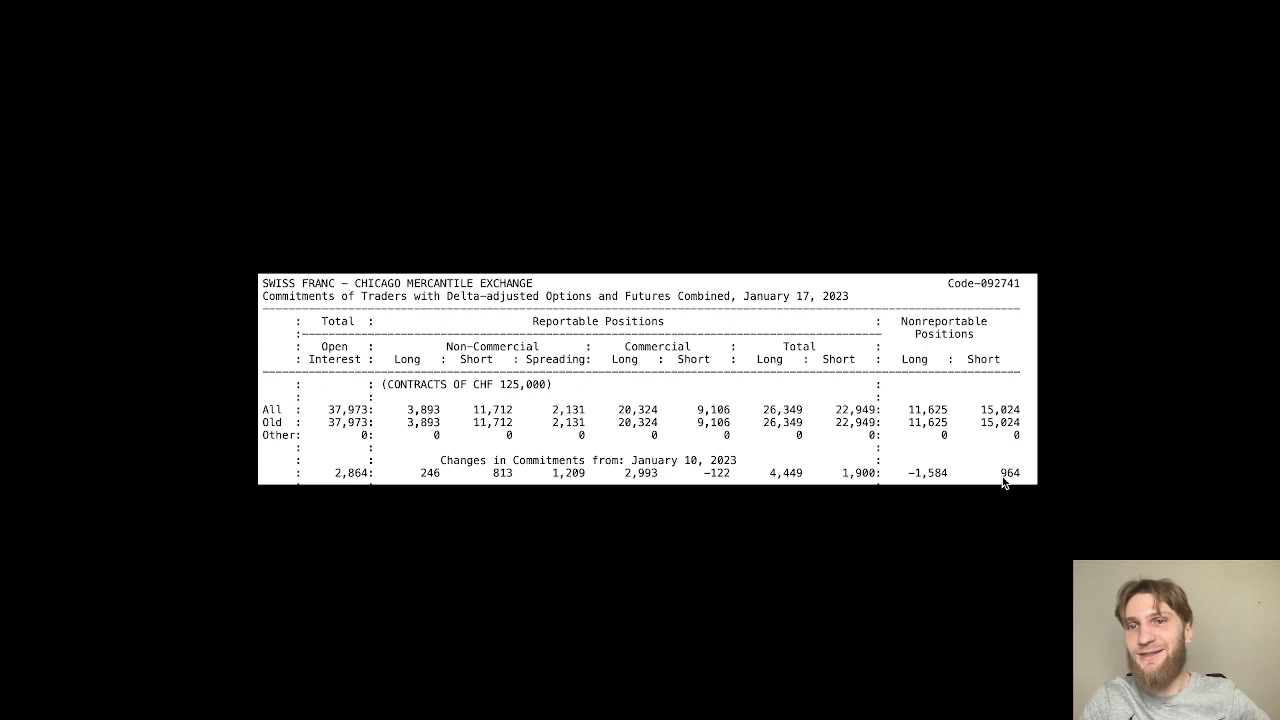 SWISS FRANC – CHICAGO MERCANTILE EXCHANGE Code–092741
Commitments of Traders with Delta–adjusted Options and Futures Combined, January 17, 2023
: Total : Reportable Positions : Nonreportable
: : Positions
: Open : Non–Commercial : Commercial : Total :
: Interest : Long : Short : Spreading: Long : Short : Long : Short : Long : Short
: : (CONTRACTS OF CHF 125,000) :
: : :
All : 37,973: 3,893 11,712 2,131 20,324 9,106 26,349 22,949: 11,625 15,024
Old : 37,973: 3,893 11,712 2,131 20,324 9,106 26,349 22,949: 11,625 15,024
Other: 0: 0 0 0 0 0 0 0: 0 0
: : :
: : Changes in Commitments from: January 10, 2023 :
: 2,864: 246 813 1,209 2,993 –122 4,449 1,900: –1,584 964